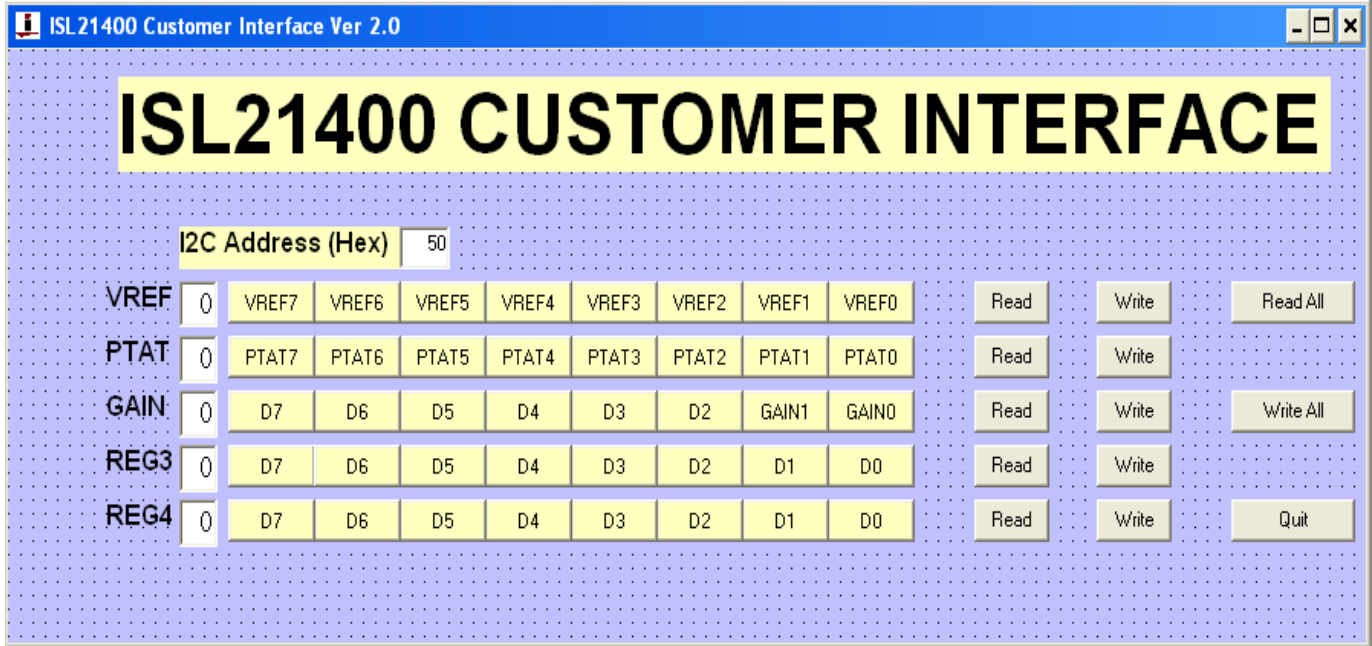 ISL21400 Customer Interface Ver 2.0
ISL21400 CUSTOMER INTERFACE
I2C Address (Hex) 50
VREF 0 VREF7 VREF6 VREF5 VREF4 VREF3 VREF2 VREF1 VREF0 Read Write Read All
PTAT 0 PTAT7 PTAT6 PTAT5 PTAT4 PTAT3 PTAT2 PTAT1 PTAT0 Read Write
GAIN 0 D7 D6 D5 D4 D3 D2 GAIN1 GAIN0 Read Write Write All
REG3 0 D7 D6 D5 D4 D3 D2 D1 D0 Read Write
REG4 0 D7 D6 D5 D4 D3 D2 D1 D0 Read Write Quit